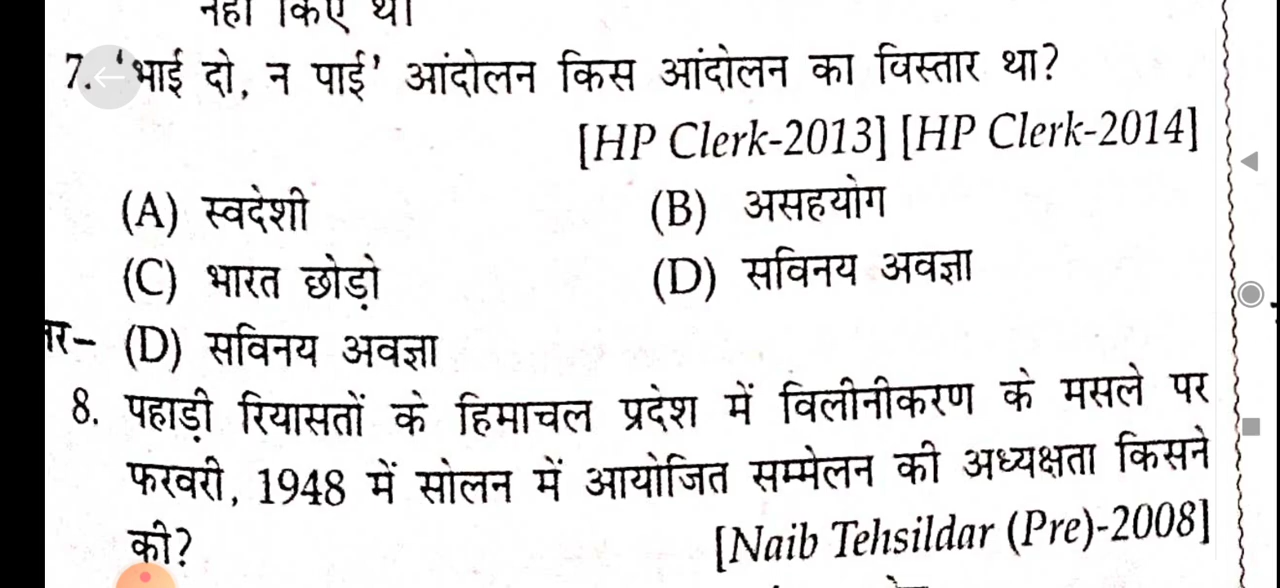 नहीं किए थे।
7. 'भाई दो, न पाई' आंदोलन किस आंदोलन का विस्तार था?
[HP Clerk-2013] [HP Clerk-2014]
(A) स्वदेशी (B) असहयोग
(C) भारत छोड़ो (D) सविनय अवज्ञा
(D) सविनय अवज्ञा
8. पहाड़ी रियासतों के हिमाचल प्रदेश में विलीनीकरण के मसले पर
फरवरी, 1948 में सोलन में आयोजित सम्मेलन की अध्यक्षता किसने
की? [Naib Tehsildar (Pre)-2008]